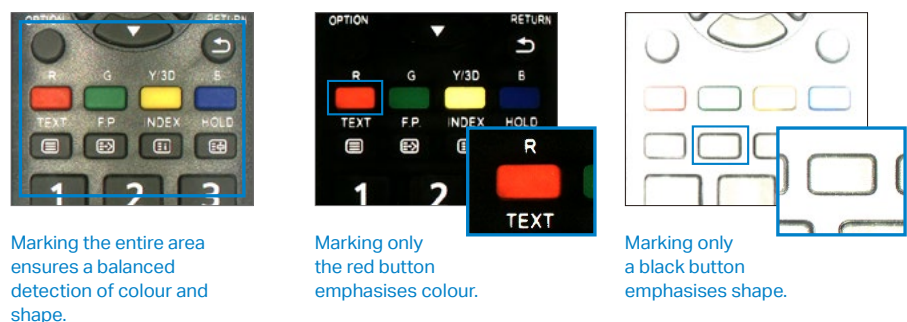 OPTION RETURN
R G Y/3D B
TEXT F.P. INDEX HOLD
1 2 3
Marking the entire area
ensures a balanced
detection of colour and
shape.
OPTION RETURN
R G Y/3D B
TEXT F.P. INDEX HOLD
1 2
R
TEXT
Marking only
the red button
emphasises colour.
Marking only
a black button
emphasises shape.